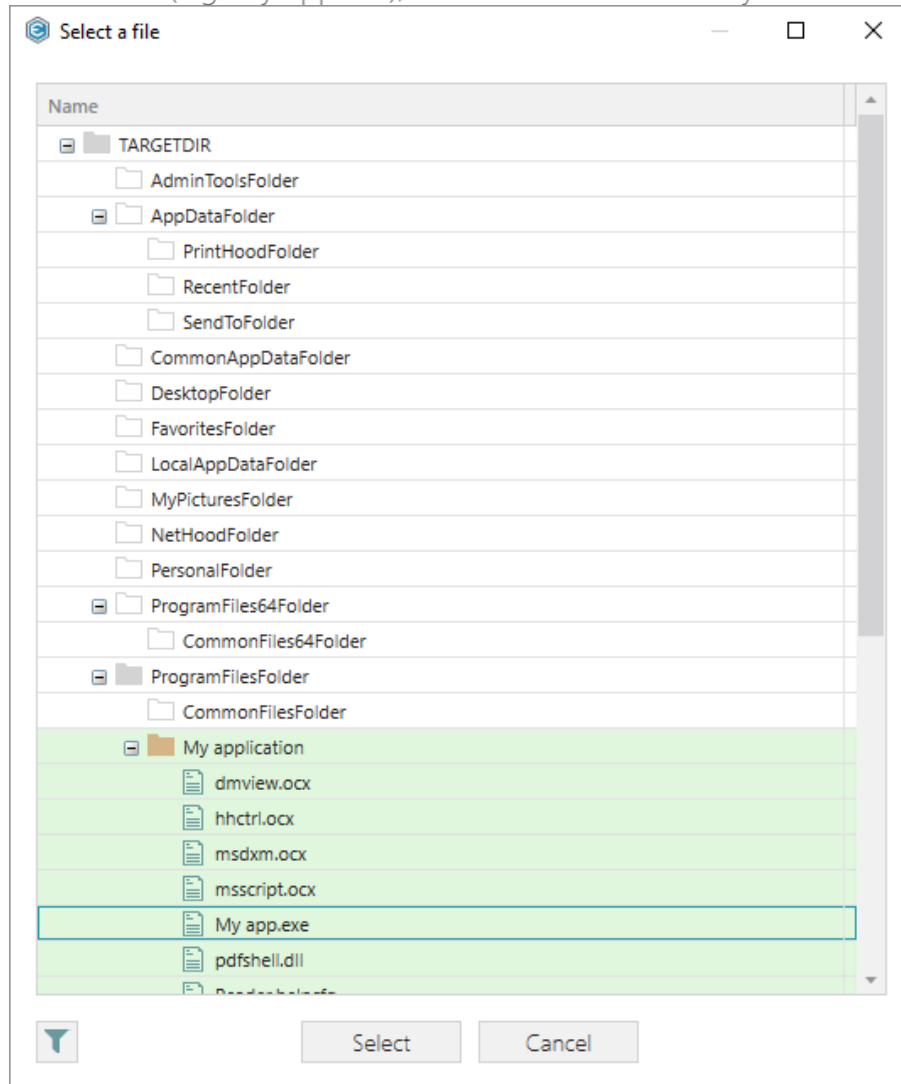 Select a file
Name
TARGETDIR
AdminToolsFolder
AppDataFolder
PrintHoodFolder
RecentFolder
SendToFolder
CommonAppDataFolder
DesktopFolder
FavoritesFolder
LocalAppDataFolder
MyPicturesFolder
NetHoodFolder
PersonalFolder
ProgramFiles64Folder
CommonFiles64Folder
ProgramFilesFolder
CommonFilesFolder
My application
dmview.ocx
hhctrl.ocx
msdxm.ocx
msscript.ocx
My app.exe
pdfshell.dll
Select Cancel